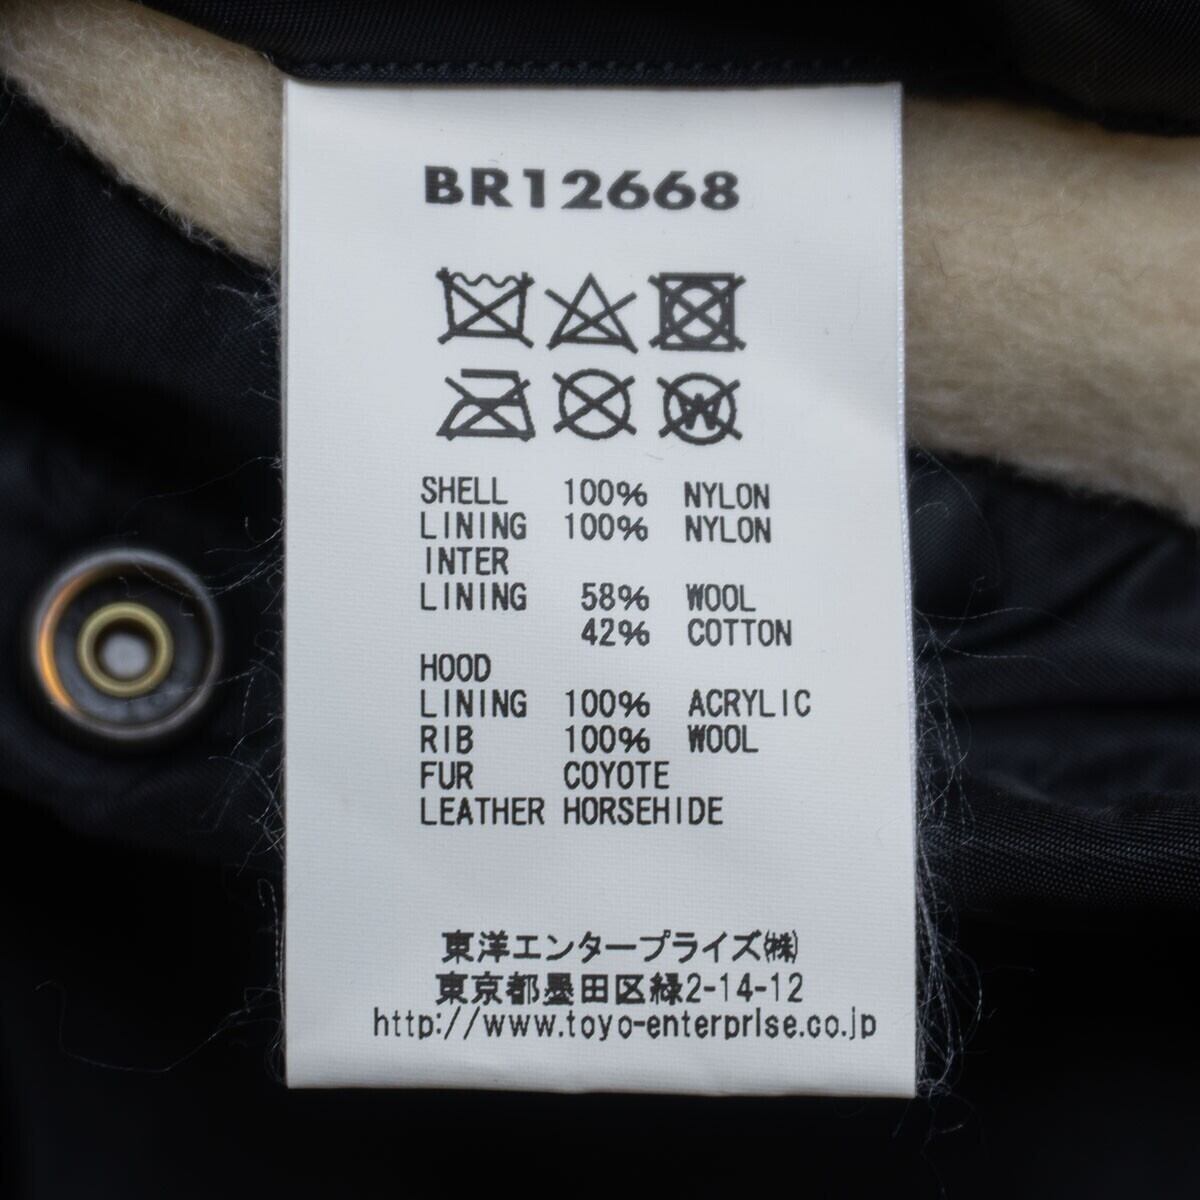 BR12668
W
SHELL 100% NYLON
LINING 100% NYLON
INTER
LINING 58% WOOL
42% COTTON
HOOD
LINING 100% ACRYLIC
RIB 100% WOOL
FUR COYOTE
LEATHER HORSEHIDE
東洋エンタープライズ㈱
東京都墨田区緑2-14-12
http://www.toyo-enterprise.co.jp